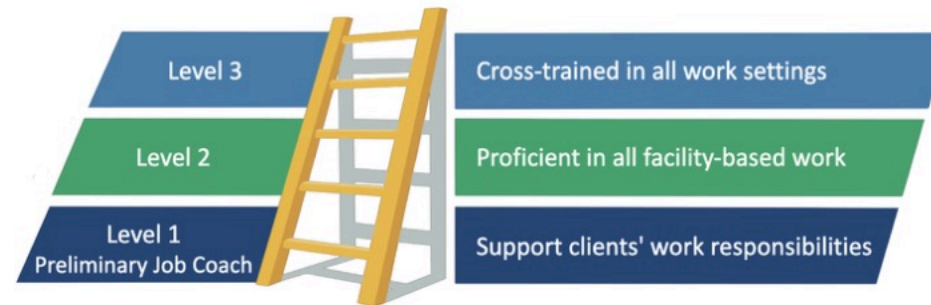 Level 3
Cross-trained in all work settings
Level 2
Proficient in all facility-based work
Level 1
Preliminary Job Coach
Support clients' work responsibilities